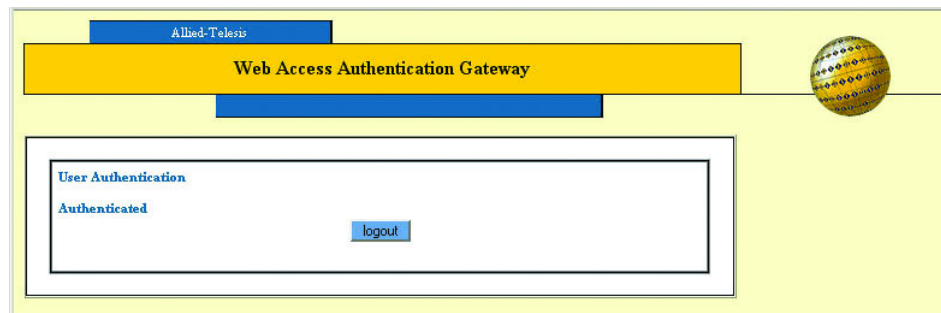 Allied-Telesis
Web Access Authentication Gateway
User Authentication
Authenticated
logout